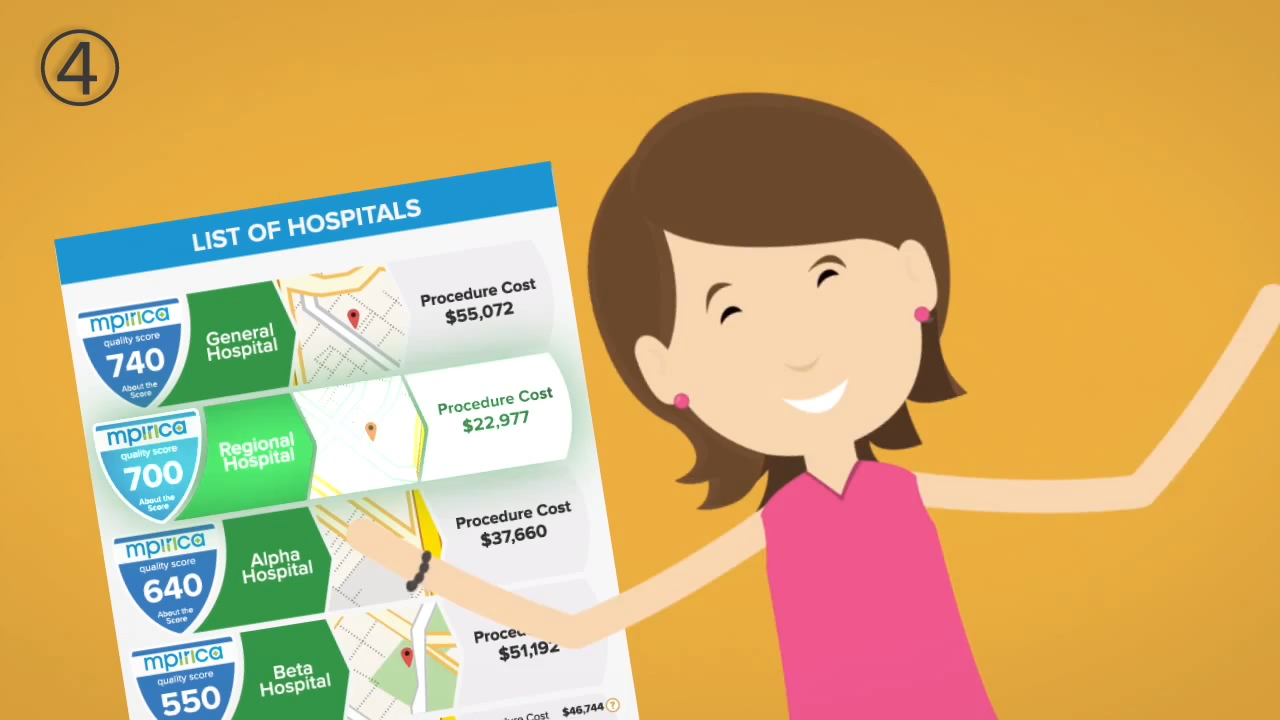 ④
LIST OF HOSPITALS
mpirica
quality score
740
About the
Score
General
Hospital
Procedure Cost
$55,072
mpirica
quality score
700
About the
Score
Regional
Hospital
Procedure Cost
$22,977
mpirica
quality score
640
About the
Score
Alpha
Hospital
Procedure Cost
$37,660
mpirica
quality score
550
Beta
Hospital
$51,192
Cost
$46,744 ?